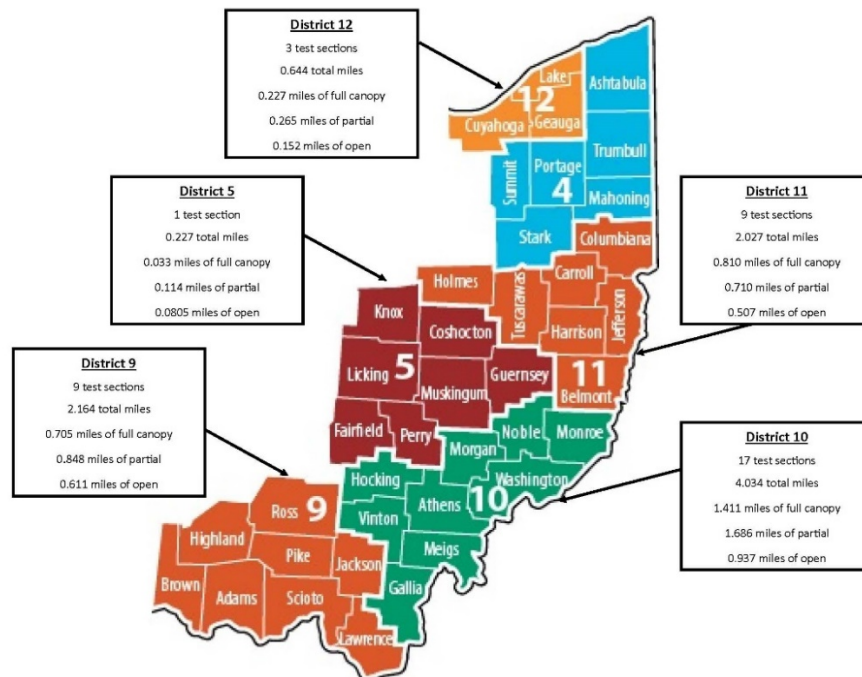 District 12
3 test sections
0.644 total miles
0.227 miles of full canopy
0.265 miles of partial
0.152 miles of open
Lake
12
Cuyahoga
Geauga
Ashtabula
Trumbull
Summit
Portage
4
Mahoning
Stark
District 5
1 test section
0.227 total miles
0.033 miles of full canopy
0.114 miles of partial
0.0805 miles of open
District 11
9 test sections
2.027 total miles
0.810 miles of full canopy
0.710 miles of partial
0.507 miles of open
Columbiana
Holmes
Tuscarawas
Carroll
Jefferson
Harrison
11
Belmont
Knox
Coshocton
Licking
5
Guernsey
Muskingum
Fairfield
Perry
District 9
9 test sections
2.164 total miles
0.705 miles of full canopy
0.848 miles of partial
0.611 miles of open
District 10
17 test sections
4.034 total miles
1.411 miles of full canopy
1.686 miles of partial
0.937 miles of open
Noble
Monroe
Morgan
Washington
Hocking
Athens
10
Vinton
Meigs
Gallia
Ross
9
Highland
Pike
Jackson
Brown
Adams
Scioto
Lawrence